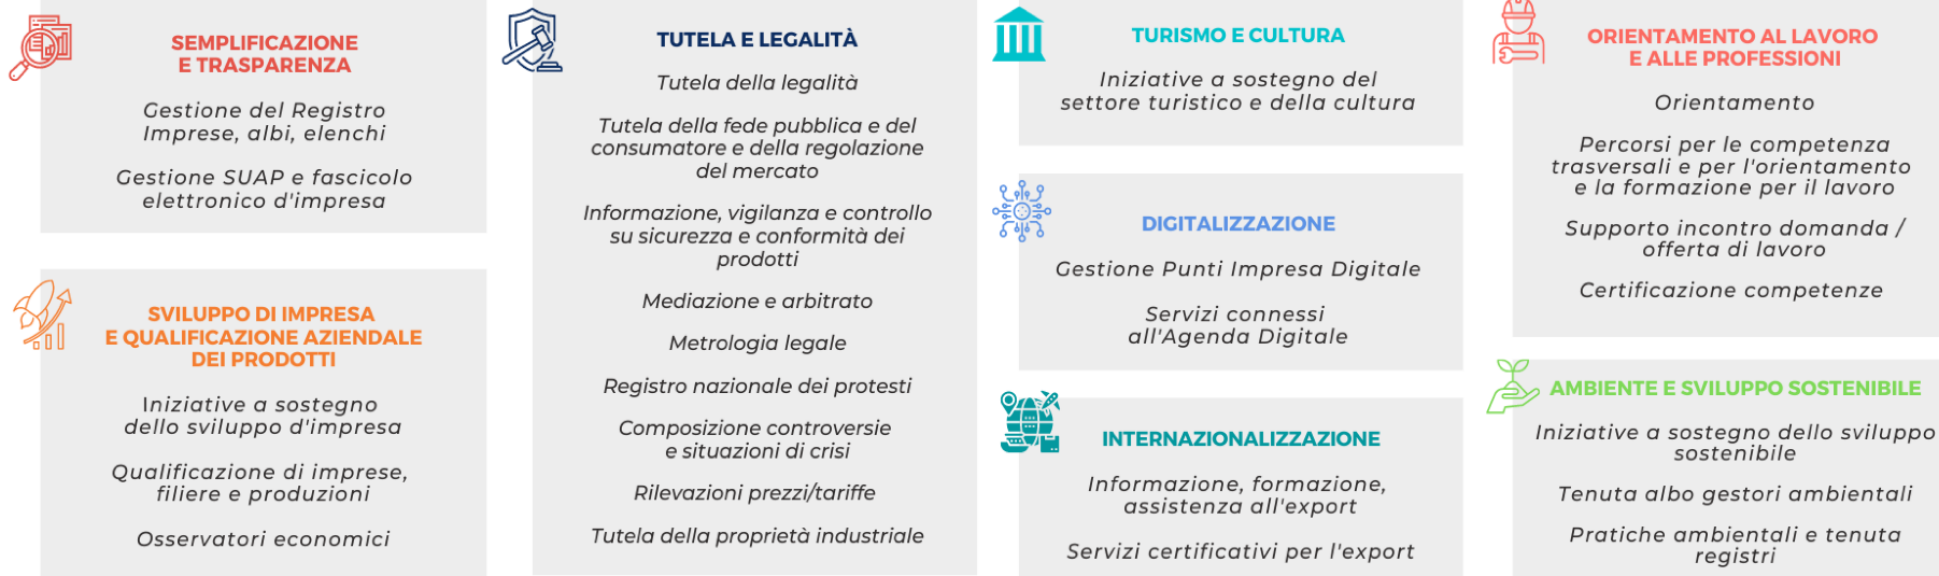 SEMPLIFICAZIONE
E TRASPARENZA
Gestione del Registro
Imprese, albi, elenchi
Gestione SUAP e fascicolo
elettronico d'impresa
SVILUPPO DI IMPRESA
E QUALIFICAZIONE AZIENDALE
DEI PRODOTTI
Iniziative a sostegno
dello sviluppo d'impresa
Qualificazione di imprese,
filiere e produzioni
Osservatori economici
TUTELA E LEGALITÀ
Tutela della legalità
Tutela della fede pubblica e del
consumatore e della regolazione
del mercato
Informazione, vigilanza e controllo
su sicurezza e conformità dei
prodotti
Mediazione e arbitrato
Metrologia legale
Registro nazionale dei protesti
Composizione controversie
e situazioni di crisi
Rilevazioni prezzi/tariffe
Tutela della proprietà industriale
TURISMO E CULTURA
Iniziative a sostegno del
settore turistico e della cultura
DIGITALIZZAZIONE
Gestione Punti Impresa Digitale
Servizi connessi
all'Agenda Digitale
INTERNAZIONALIZZAZIONE
Informazione, formazione,
assistenza all'export
Servizi certificativi per l'export
ORIENTAMENTO AL LAVORO
E ALLE PROFESSIONI
Orientamento
Percorsi per le competenza
trasversali e per l'orientamento
e la formazione per il lavoro
Supporto incontro domanda /
offerta di lavoro
Certificazione competenze
AMBIENTE E SVILUPPO SOSTENIBILE
Iniziative a sostegno dello sviluppo
sostenibile
Tenuta albo gestori ambientali
Pratiche ambientali e tenuta
registri